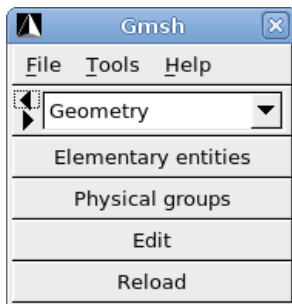 Gmsh
File Tools Help
Geometry
Elementary entities
Physical groups
Edit
Reload